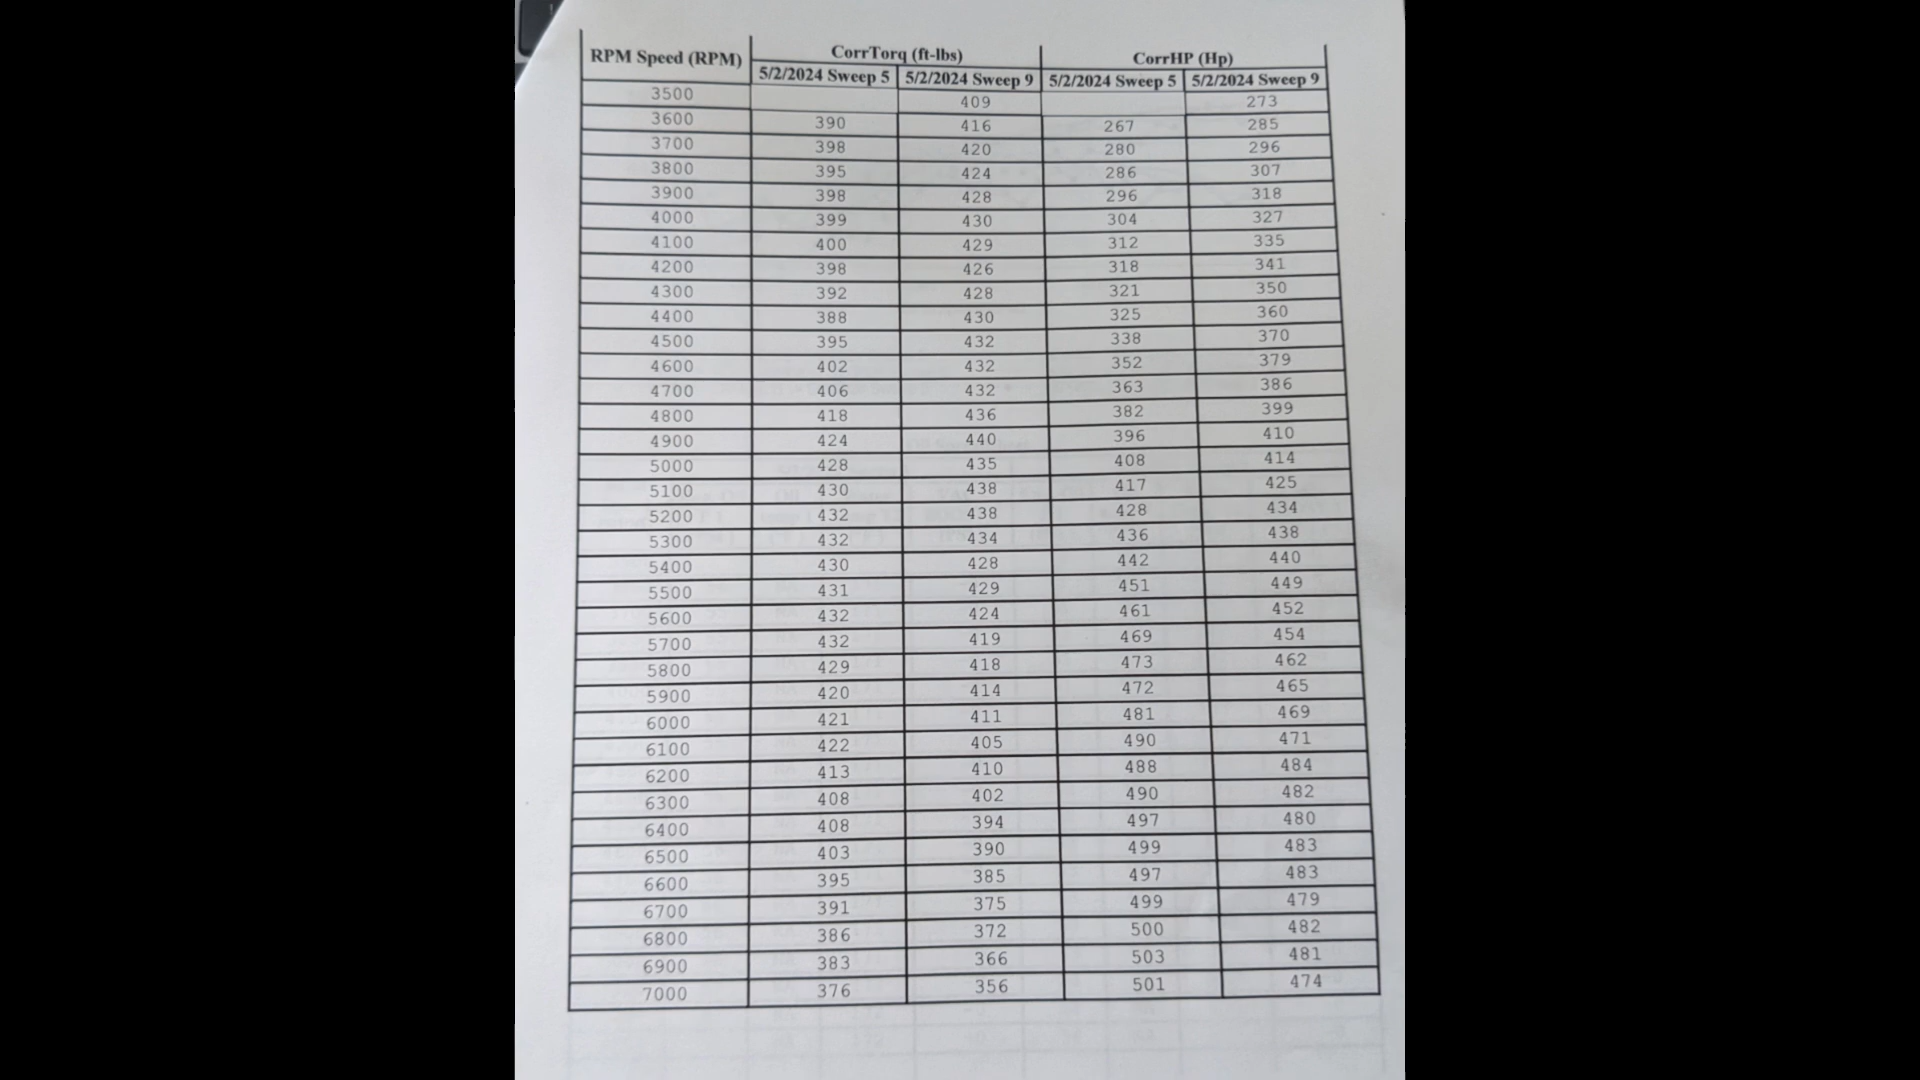 RPM Speed (RPM) CorrTorq (ft-lbs) CorrHP (Hp)
5/2/2024 Sweep 5 5/2/2024 Sweep 9 5/2/2024 Sweep 5 5/2/2024 Sweep 9
3500 409 273
3600 390 416 267 285
3700 398 420 280 296
3800 395 424 286 307
3900 398 428 296 318
4000 399 430 304 327
4100 400 429 312 335
4200 398 426 318 341
4300 392 428 321 350
4400 388 430 325 360
4500 395 432 338 370
4600 402 432 352 379
4700 406 432 363 386
4800 418 436 382 399
4900 424 440 396 410
5000 428 435 408 414
5100 430 438 417 425
5200 432 438 428 434
5300 432 434 436 438
5400 430 428 442 440
5500 431 429 451 449
5600 432 424 461 452
5700 432 419 469 454
5800 429 418 473 462
5900 420 414 472 465
6000 421 411 481 469
6100 422 405 490 471
6200 413 410 488 484
6300 408 402 490 482
6400 408 394 497 480
6500 403 390 499 483
6600 395 385 497 483
6700 391 375 499 479
6800 386 372 500 482
6900 383 366 503 481
7000 376 356 501 474